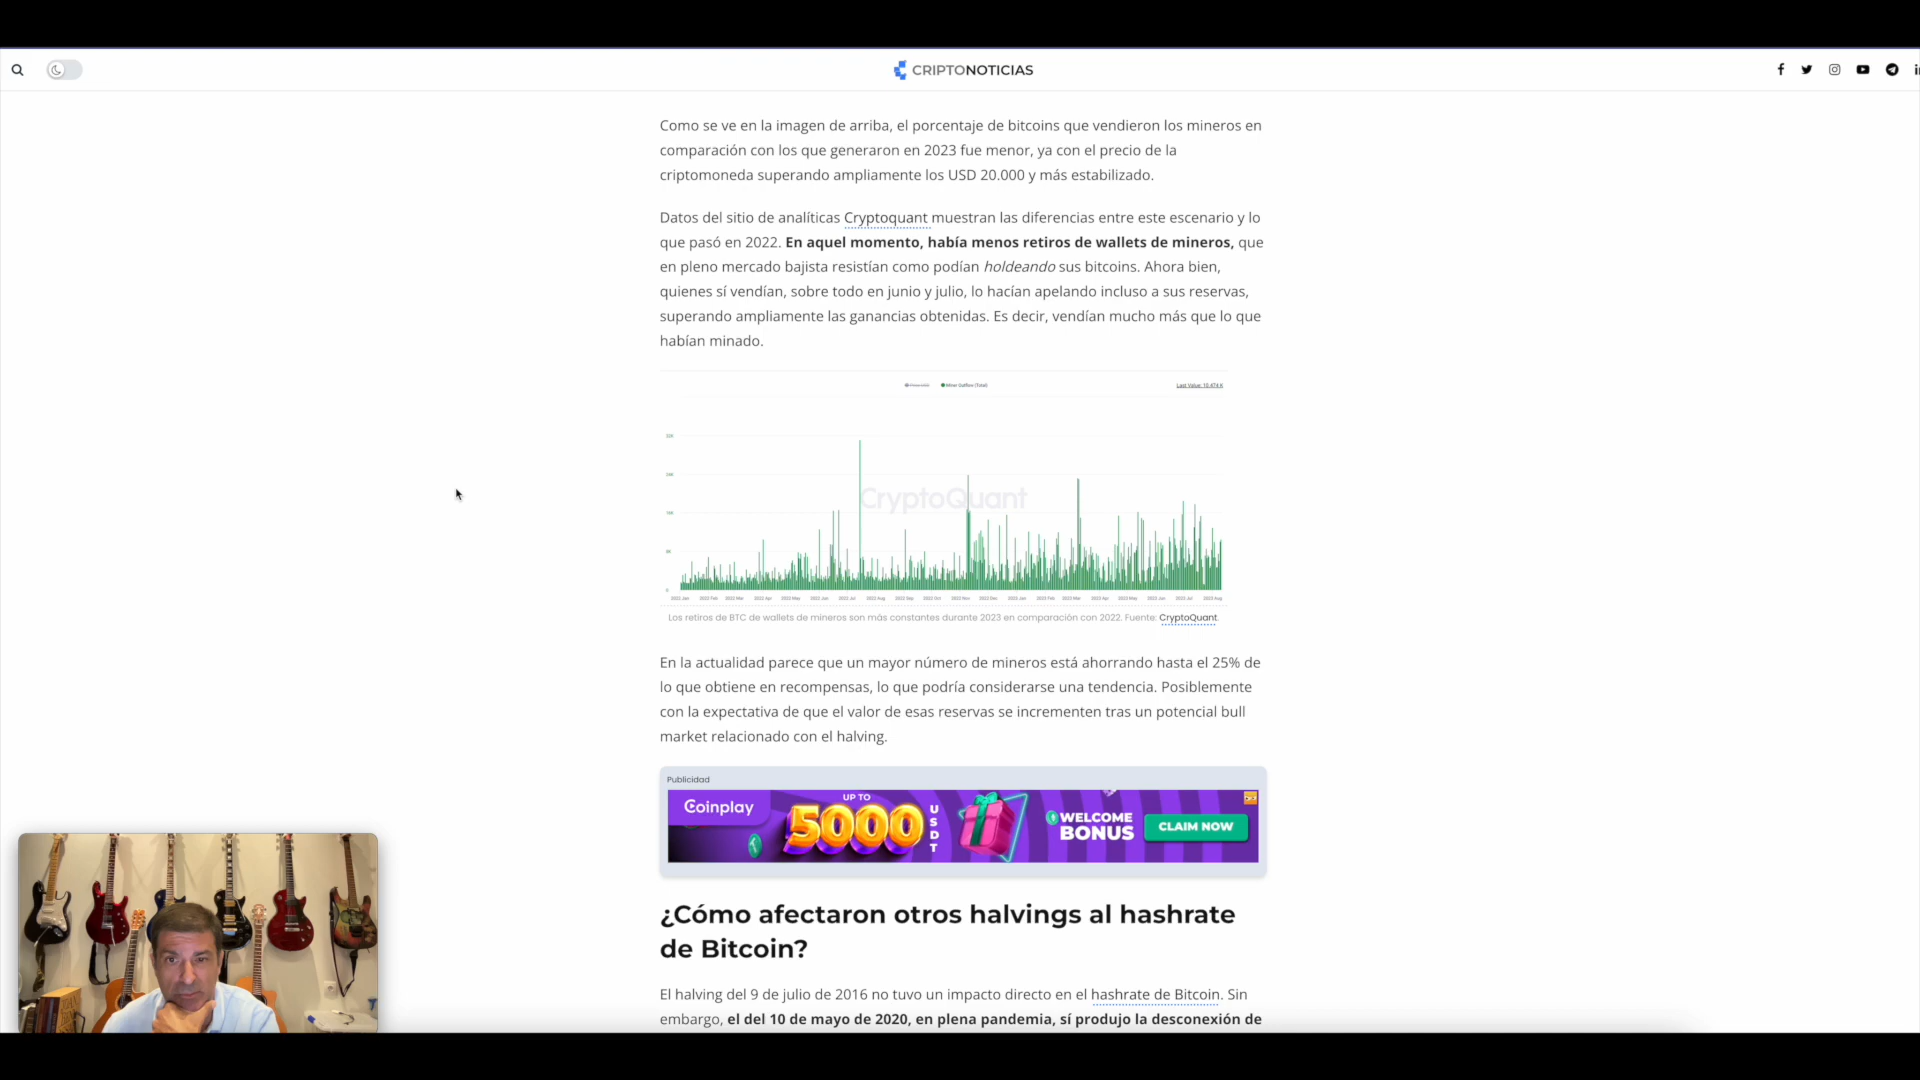 CRIPTONOTICIAS
Como se ve en la imagen de arriba, el porcentaje de bitcoins que vendieron los mineros en
comparación con los que generaron en 2023 fue menor, ya con el precio de la
criptomoneda superando ampliamente los USD 20.000 y más estabilizado.
Datos del sitio de analíticas Cryptoquant muestran las diferencias entre este escenario y lo
que pasó en 2022. En aquel momento, había menos retiros de wallets de mineros, que
en pleno mercado bajista resistían como podían holdeando sus bitcoins. Ahora bien,
quienes sí vendían, sobre todo en junio y julio, lo hacían apelando incluso a sus reservas,
superando ampliamente las ganancias obtenidas. Es decir, vendían mucho más que lo que
habían minado.
Miner Outflow (Total)
Last Value: 10.474 K
CryptoQuant
Los retiros de BTC de wallets de mineros son más constantes durante 2023 en comparación con 2022. Fuente: CryptoQuant.
En la actualidad parece que un mayor número de mineros está ahorrando hasta el 25% de
lo que obtiene en recompensas, lo que podría considerarse una tendencia. Posiblemente
con la expectativa de que el valor de esas reservas se incrementen tras un potencial bull
market relacionado con el halving.
Publicidad
Coinplay
UP TO
5000
USDT
WELCOME
BONUS
CLAIM NOW
¿Cómo afectaron otros halvings al hashrate
de Bitcoin?
El halving del 9 de julio de 2016 no tuvo un impacto directo en el hashrate de Bitcoin. Sin
embargo, el del 10 de mayo de 2020, en plena pandemia, sí produjo la desconexión de